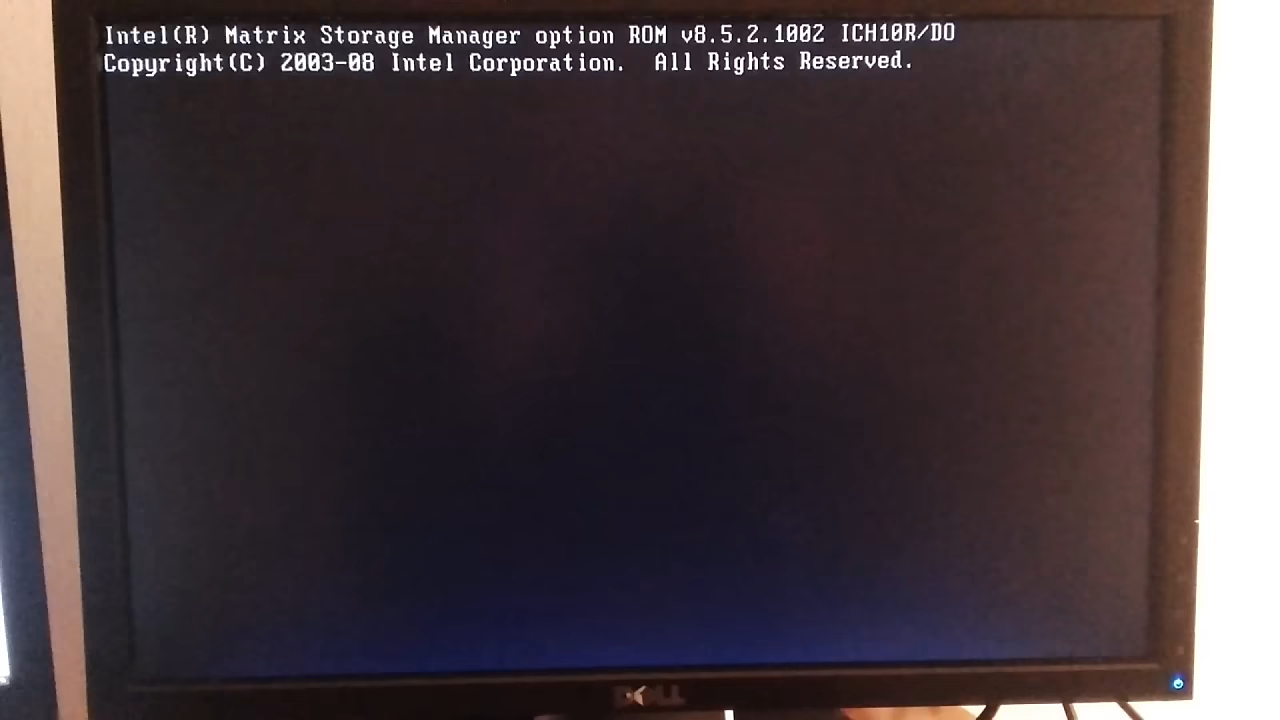 Intel(R) Matrix Storage Manager option ROM v8.5.2.1002 ICH10R/DO
Copyright(C) 2003-08 Intel Corporation.  All Rights Reserved.
DELL